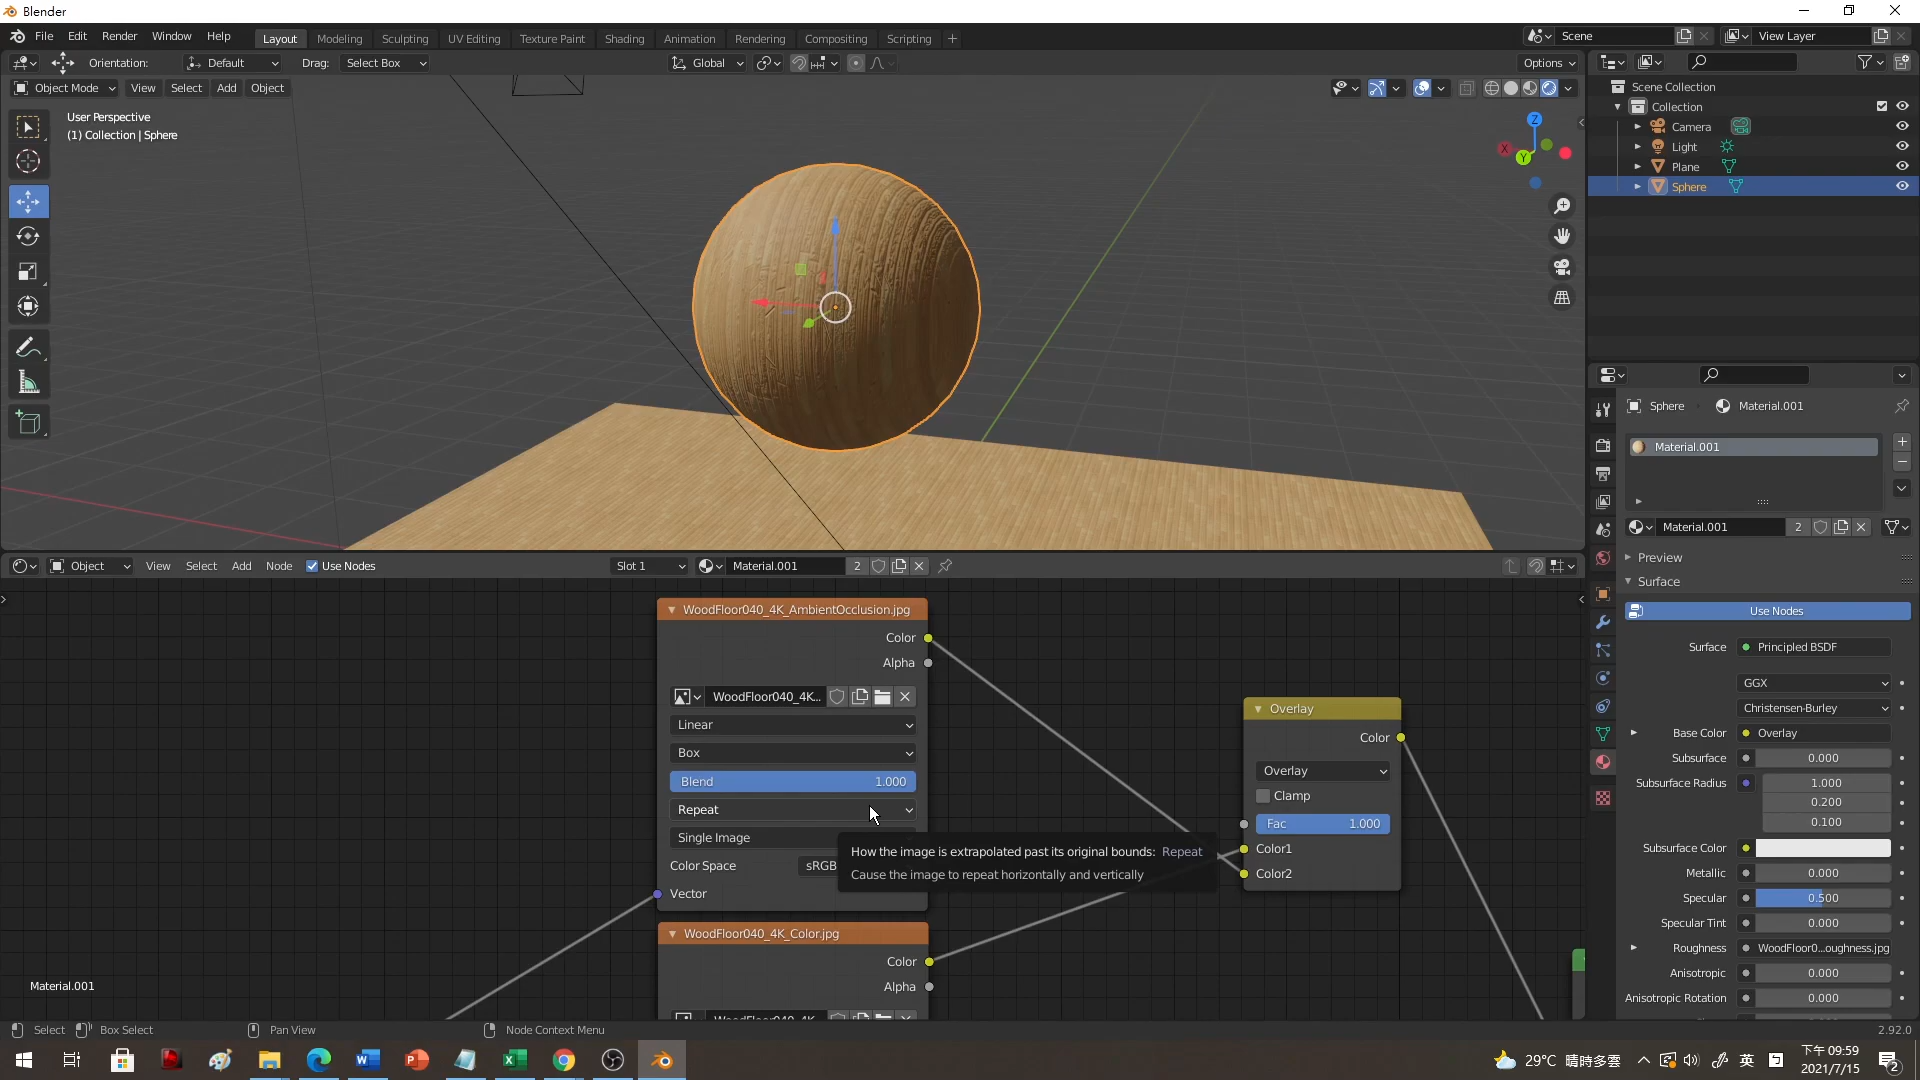 Blender
File Edit Render Window Help
Layout Modeling Sculpting UV Editing Texture Paint Shading Animation Rendering Compositing Scripting +
Scene View Layer
Orientation: Default Drag: Select Box Global Options
Object Mode View Select Add Object
User Perspective
(1) Collection | Sphere
Z
X
Y
Scene Collection
Collection
Camera
Light
Plane
Sphere
Sphere Material.001
Material.001
Material.001 2
Preview
Surface
Use Nodes
Surface Principled BSDF
GGX
Christensen-Burley
Base Color Overlay
Subsurface 0.000
Subsurface Radius 1.000
0.200
0.100
Subsurface Color
Metallic 0.000
Specular 0.500
Specular Tint 0.000
Roughness WoodFloor0...oughness.jpg
Anisotropic 0.000
Anisotropic Rotation 0.000
Object View Select Add Node Use Nodes Slot 1 Material.001 2
WoodFloor040_4K_AmbientOcclusion.jpg
Color
Alpha
WoodFloor040_4K...
Linear
Box
Blend 1.000
Repeat
Single Image
Color Space sRGB
Vector
How the image is extrapolated past its original bounds: Repeat
Cause the image to repeat horizontally and vertically
Overlay
Color
Overlay
Clamp
Fac 1.000
Color1
Color2
WoodFloor040_4K_Color.jpg
Color
Alpha
WoodFloor040_4K
Material.001
Select Box Select Pan View Node Context Menu 2.92.0
29°C 晴時多雲 英 下午 09:59
2021/7/15 2